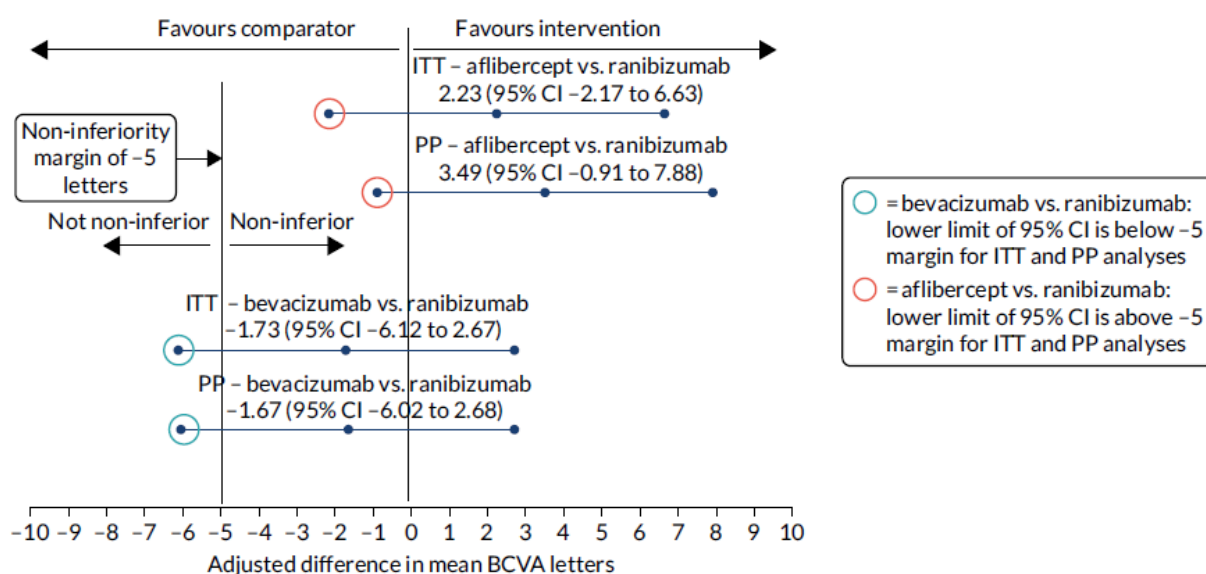 Favours comparator
Favours intervention
ITT – aflibercept vs. ranibizumab
2.23 (95% CI –2.17 to 6.63)
Non-inferiority
margin of –5
letters
PP – aflibercept vs. ranibizumab
3.49 (95% CI –0.91 to 7.88)
Not non-inferior
Non-inferior
ITT – bevacizumab vs. ranibizumab
–1.73 (95% CI –6.12 to 2.67)
PP – bevacizumab vs. ranibizumab
–1.67 (95% CI –6.02 to 2.68)
= bevacizumab vs. ranibizumab:
lower limit of 95% CI is below –5
margin for ITT and PP analyses
= aflibercept vs. ranibizumab:
lower limit of 95% CI is above –5
margin for ITT and PP analyses
–10 –9 –8 –7 –6 –5 –4 –3 –2 –1 0 1 2 3 4 5 6 7 8 9 10
Adjusted difference in mean BCVA letters